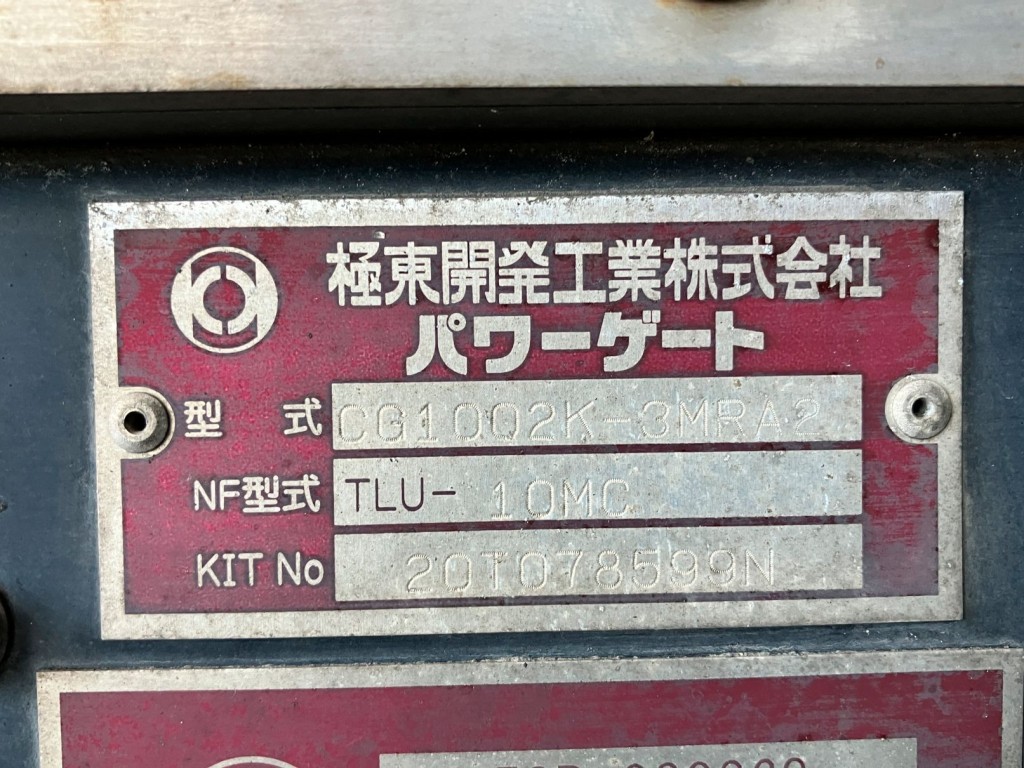 極東開発工業株式会社
パワーゲート
型 式 CG1002K-3MRA2
NF型式 TLU- 10MC
KIT No 20T078599N